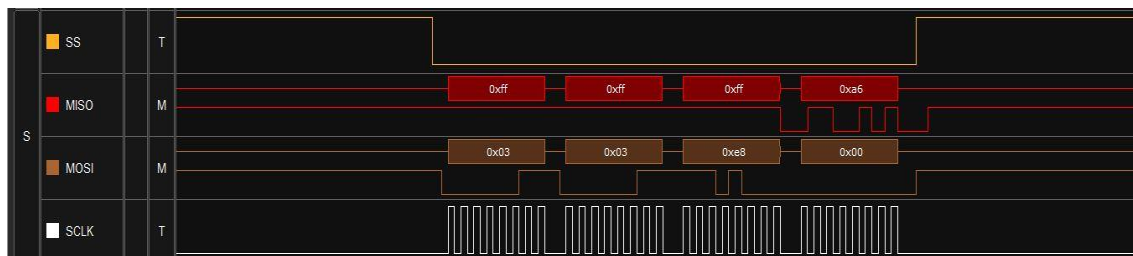 S
SS T
MISO M 0xff 0xff 0xff 0xa6
MOSI M 0x03 0x03 0xe8 0x00
SCLK T